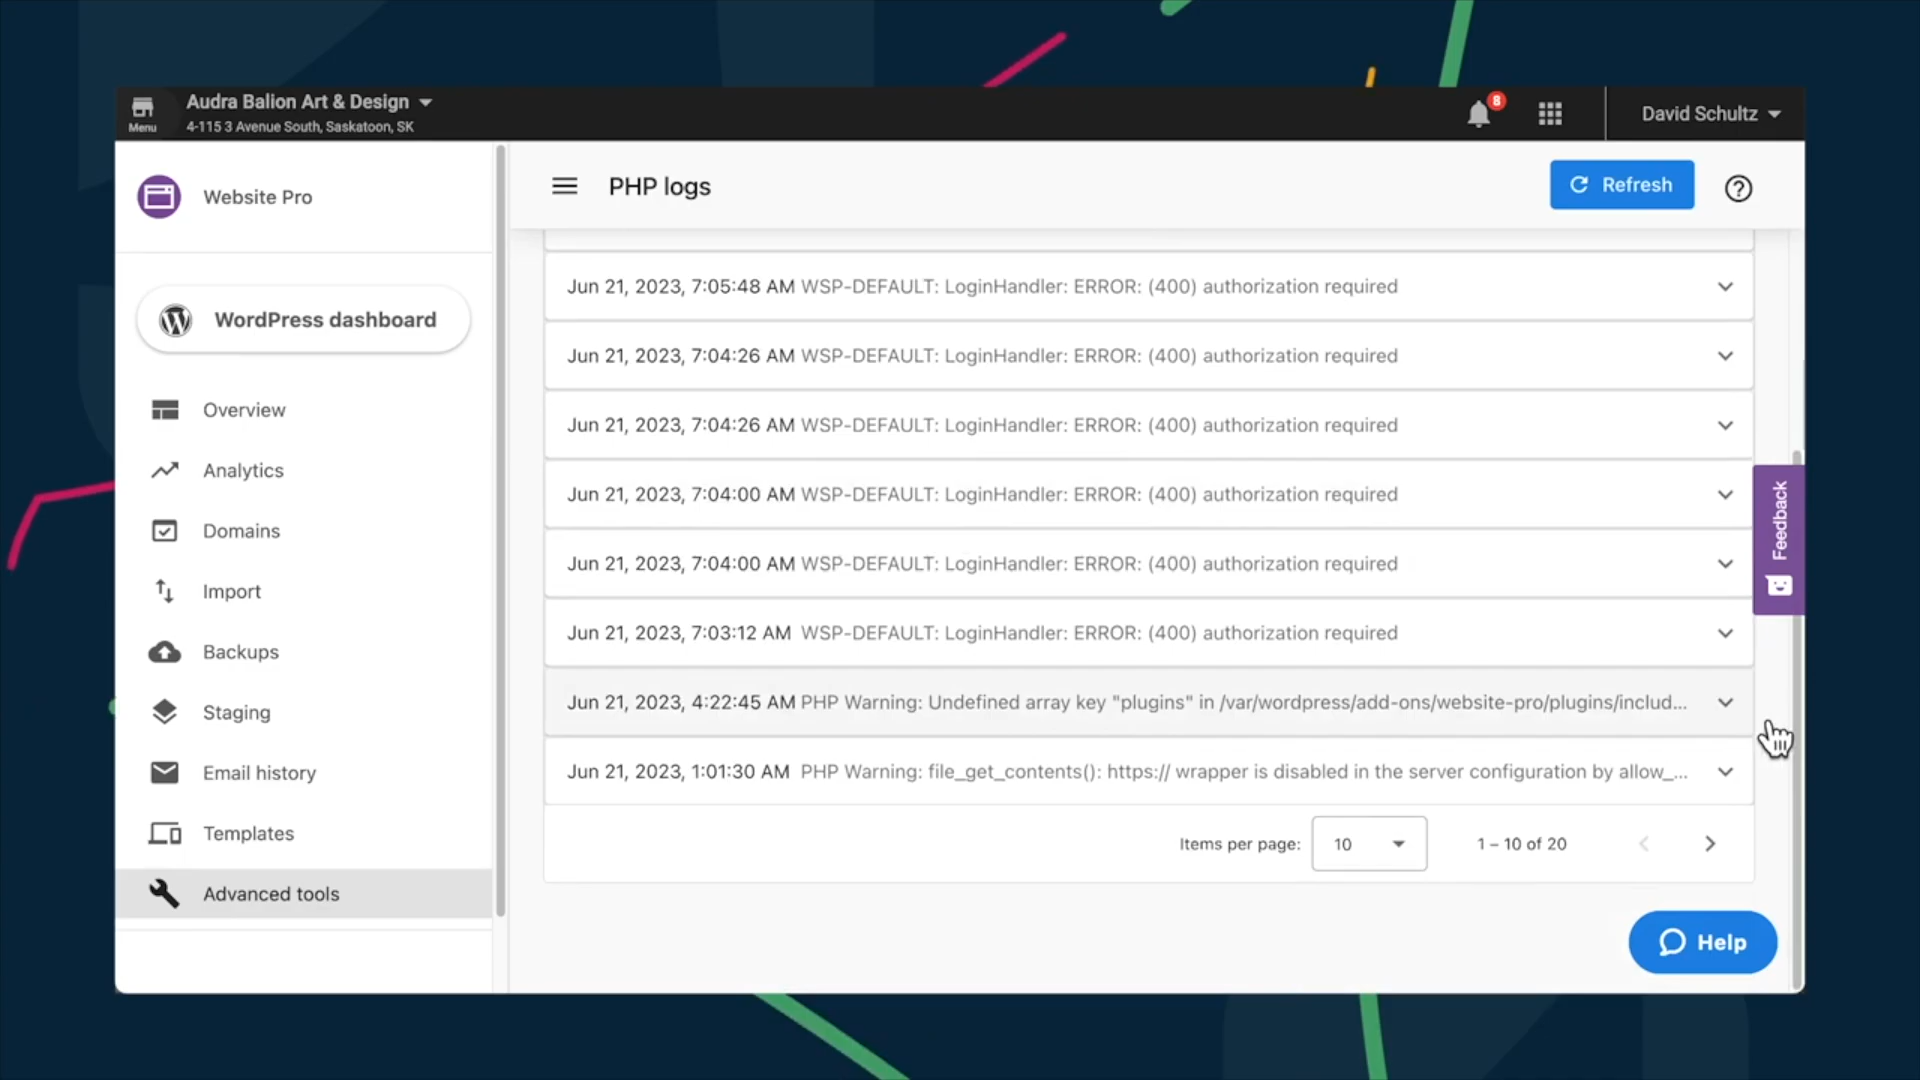 Menu
Audra Balion Art & Design
4-115 3 Avenue South, Saskatoon, SK
8
David Schultz
Website Pro
WordPress dashboard
Overview
Analytics
Domains
Import
Backups
Staging
Email history
Templates
Advanced tools
PHP logs
Refresh
Jun 21, 2023, 7:05:48 AM WSP-DEFAULT: LoginHandler: ERROR: (400) authorization required
Jun 21, 2023, 7:04:26 AM WSP-DEFAULT: LoginHandler: ERROR: (400) authorization required
Jun 21, 2023, 7:04:26 AM WSP-DEFAULT: LoginHandler: ERROR: (400) authorization required
Jun 21, 2023, 7:04:00 AM WSP-DEFAULT: LoginHandler: ERROR: (400) authorization required
Jun 21, 2023, 7:04:00 AM WSP-DEFAULT: LoginHandler: ERROR: (400) authorization required
Jun 21, 2023, 7:03:12 AM WSP-DEFAULT: LoginHandler: ERROR: (400) authorization required
Jun 21, 2023, 4:22:45 AM PHP Warning: Undefined array key "plugins" in /var/wordpress/add-ons/website-pro/plugins/includ...
Jun 21, 2023, 1:01:30 AM PHP Warning: file_get_contents(): https:// wrapper is disabled in the server configuration by allow_...
Items per page: 10 1 – 10 of 20
Feedback
Help